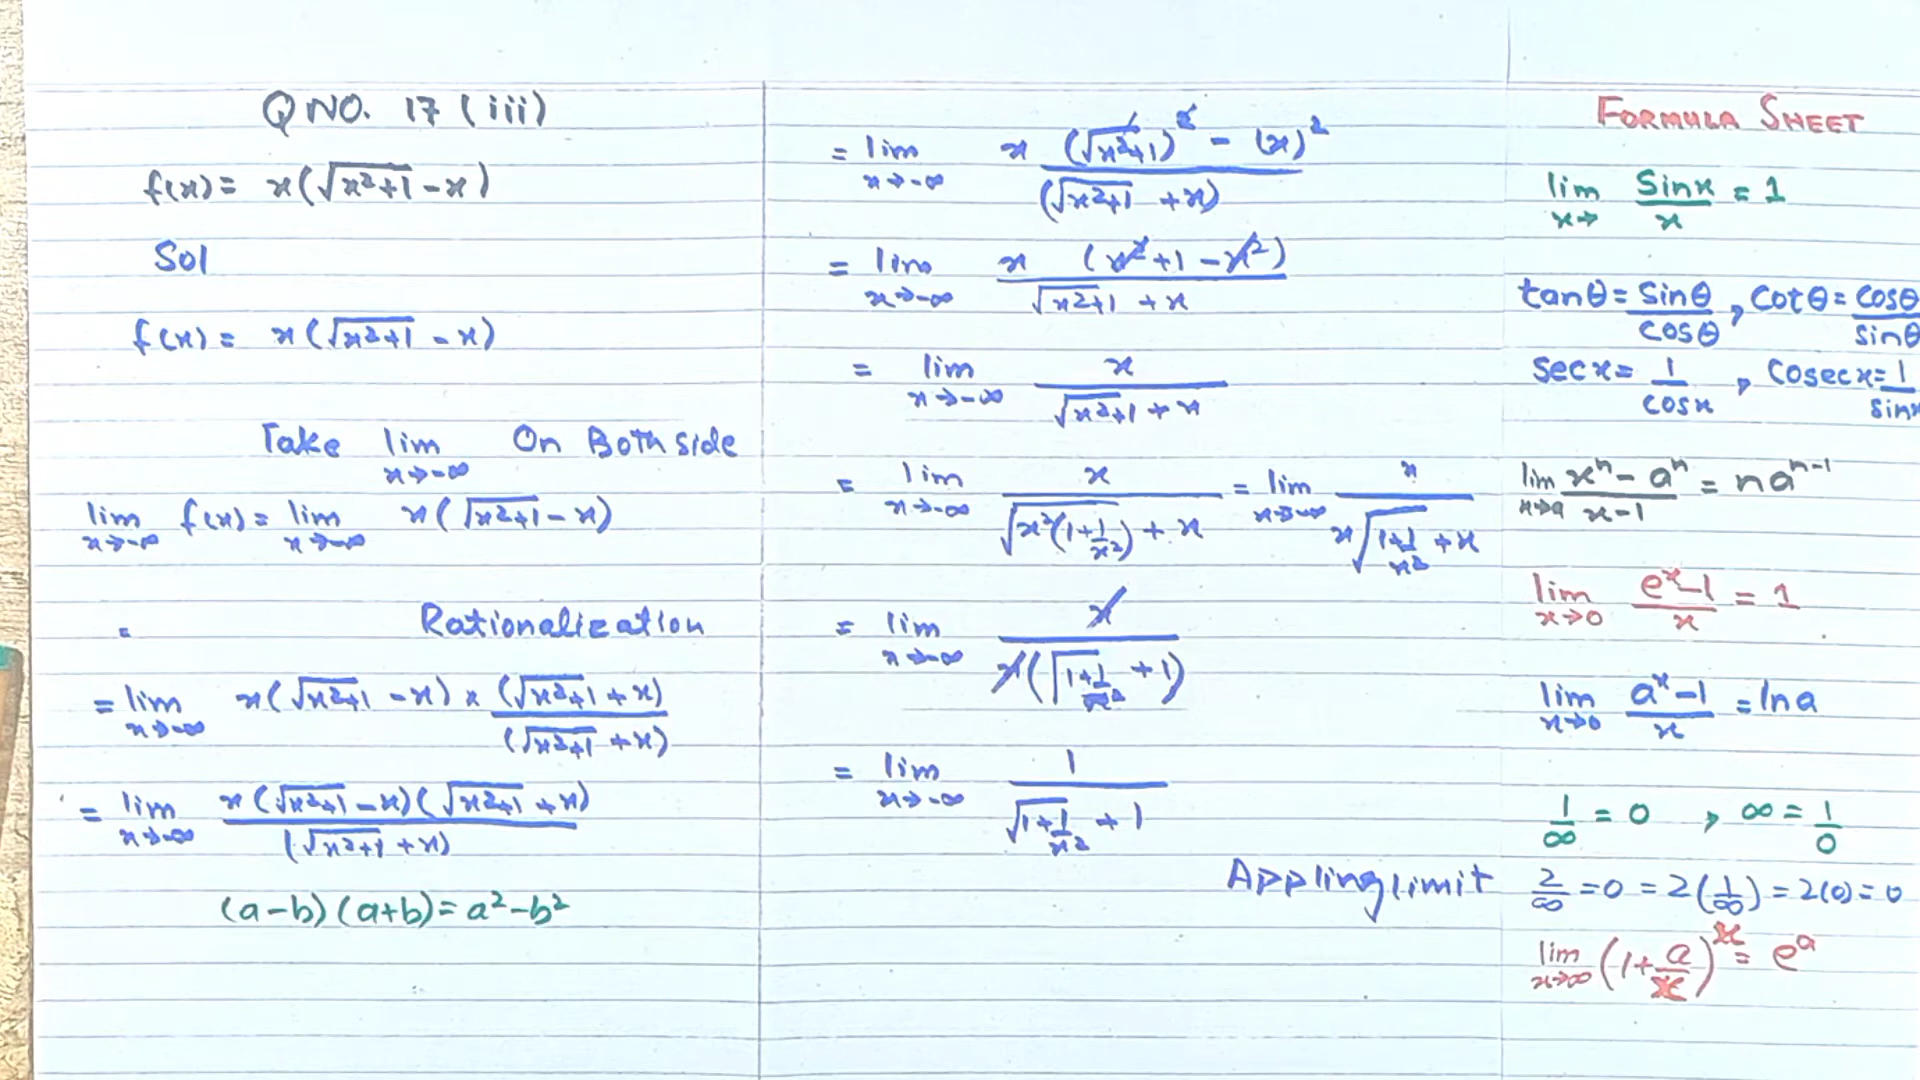 Q NO. 17 (iii)
f(x) = x(√(x²+1) - x)
Sol
f(x) = x(√(x²+1) - x)
Take lim x→-∞ On Both side
lim x→-∞ f(x) = lim x→-∞ x(√(x²+1) - x)
= Rationalization
= lim x→-∞ x(√(x²+1) - x) × (√(x²+1) + x)/(√(x²+1) + x)
= lim x→-∞ x(√(x²+1) - x)(√(x²+1) + x)/(√(x²+1) + x)
(a-b)(a+b) = a²-b²
= lim x→-∞ x (√(x²+1))² - (x)²/(√(x²+1) + x)
= lim x→-∞ x (x²+1-x²)/√(x²+1) + x
= lim x→-∞ x/√(x²+1) + x
= lim x→-∞ x/√(x²(1+1/x²)) + x = lim x→-∞ x/x√(1+1/x²) + x
= lim x→-∞ x/x(√(1+1/x²) + 1)
= lim x→-∞ 1/√(1+1/x²) + 1
Appling limit
FORMULA SHEET
lim x→ Sinx/x = 1
tanθ = Sinθ/cosθ, Cotθ = cosθ/sinθ
Sec x = 1/cosx, Cosec x = 1/sinx
lim x→a xⁿ - aⁿ/x-1 = naⁿ⁻¹
lim x→0 eˣ-1/x = 1
lim x→0 aˣ-1/x = ln a
1/∞ = 0, ∞ = 1/0
2/∞ = 0 = 2(1/∞) = 2(0) = 0
lim x→∞ (1+a/x)ˣ = eᵃ